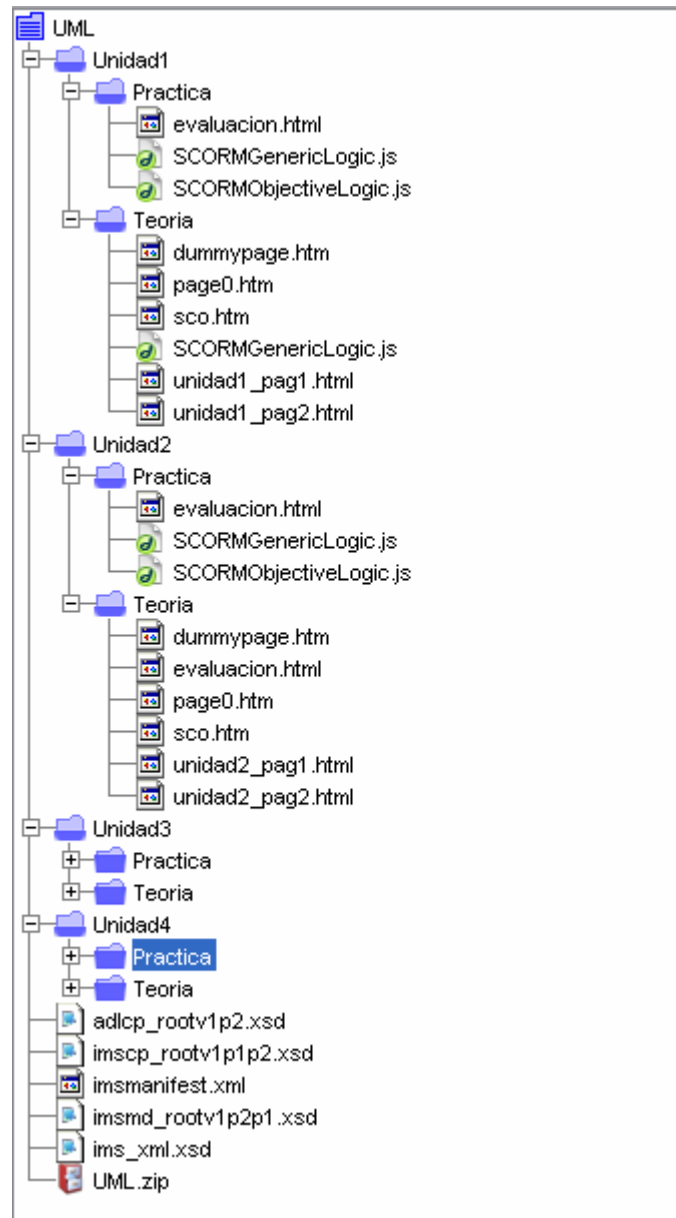 UML
Unidad1
Practica
evaluacion.html
SCORMGenericLogic.js
SCORMObjectiveLogic.js
Teoria
dummypage.htm
page0.htm
sco.htm
SCORMGenericLogic.js
unidad1_pag1.html
unidad1_pag2.html
Unidad2
Practica
evaluacion.html
SCORMGenericLogic.js
SCORMObjectiveLogic.js
Teoria
dummypage.htm
evaluacion.html
page0.htm
sco.htm
unidad2_pag1.html
unidad2_pag2.html
Unidad3
Practica
Teoria
Unidad4
Practica
Teoria
adlcp_rootv1p2.xsd
imscp_rootv1p1p2.xsd
imsmanifest.xml
imsmd_rootv1p2p1.xsd
ims_xml.xsd
UML.zip